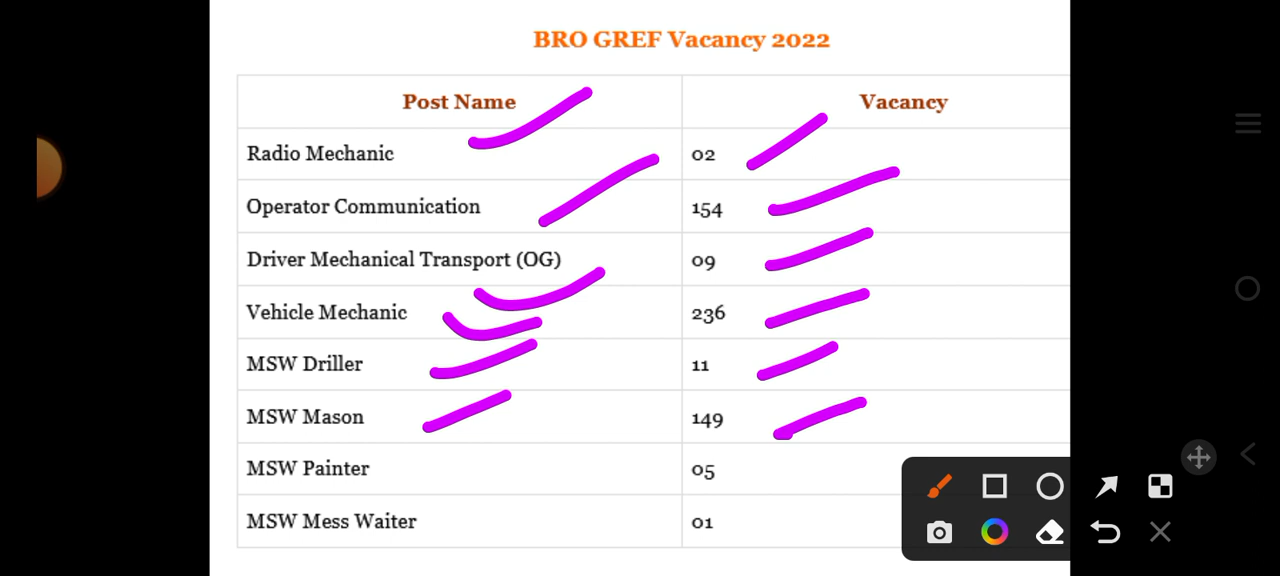 BRO GREF Vacancy 2022
Post Name Vacancy
Radio Mechanic 02
Operator Communication 154
Driver Mechanical Transport (OG) 09
Vehicle Mechanic 236
MSW Driller 11
MSW Mason 149
MSW Painter 05
MSW Mess Waiter 01